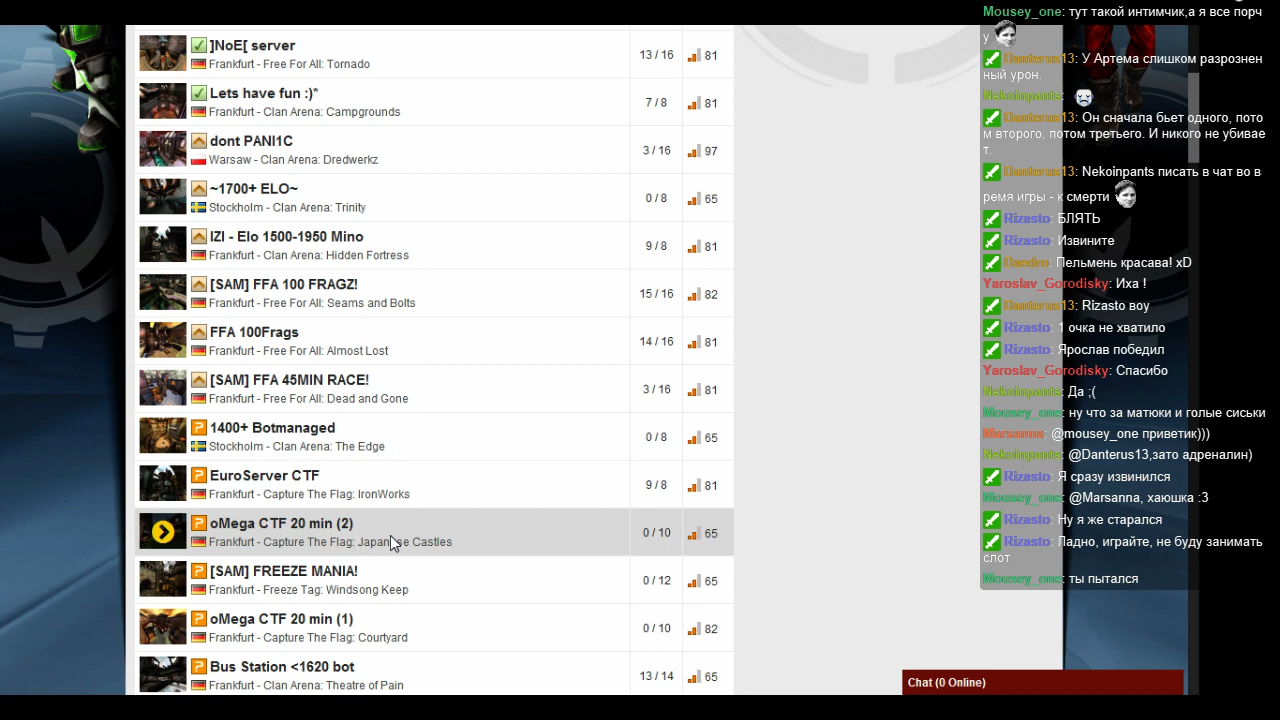 ]NoE[ server
Frankfurt - Free For All: Tornado
13 / 16
81
Lets have fun :)*
Frankfurt - Clan Arena: Campgrounds
7 / 8
81
dont PANI1C
Warsaw - Clan Arena: Dredwerkz
3 / 16
97
~1700+ ELO~
Stockholm - Clan Arena: Trinity
0 / 8
65
IZI - Elo 1500-1950 Mino
Frankfurt - Clan Arena: Hidden Fortress
9 / 8
81
[SAM] FFA 100 FRAGZ!
Frankfurt - Free For All: Seams and Bolts
15 / 16
82
FFA 100Frags
Frankfurt - Free For All: Almost Lost
14 / 16
81
[SAM] FFA 45MIN RACE!
Frankfurt - Free For All: Dead and Gone
3 / 16
81
1400+ Botmanaged
Stockholm - Clan Arena: The Edge
0 / 8
65
EuroServer CTF
Frankfurt - Capture The Flag: IronWorks
9 / 8
81
oMega CTF 20 min (2)
Frankfurt - Capture The Flag: Japanese Castles
0 / 10
65
[SAM] FREEZE MANIA!
Frankfurt - Freeze Tag: Windsong Keep
0 / 12
65
oMega CTF 20 min (1)
Frankfurt - Capture The Flag: Courtyard
0 / 10
82
Bus Station <1620 bot
Frankfurt - Clan Arena: Theatre of Pain
13 / 14
65
Mousey_one: тут такой интимчик,а я все порч
у
Danterus13: У Артема слишком разрознен
ный урон.
Nekoinpants:
Danterus13: Он сначала бьет одного, пото
м второго. потом третьего. И никого не убивае
т.
Danterus13: Nekoinpants писать в чат во в
ремя игры - к смерти
Rizasto: БЛЯТЬ
Rizasto: Извините
: Пельмень красава! xD
Yaroslav_Gorodisky: Иха !
Danterus13: Rizasto воу
Rizasto: 1 очка не хватило
Rizasto: Ярослав победил
Yaroslav_Gorodisky: Спасибо
Nekoinpants: Да ;(
Mousey_one: ну что за матюки и голые сиськи
Marsanna: @mousey_one приветик)))
Nekoinpants: @Danterus13,зато адреналин)
Rizasto: Я сразу извинился
Mousey_one: @Marsanna, хаюшка :3
Rizasto: Ну я же старался
Rizasto: Ладно, играйте, не буду занимать
слот
Mousey_one: ты пытался
Chat (0 Online)